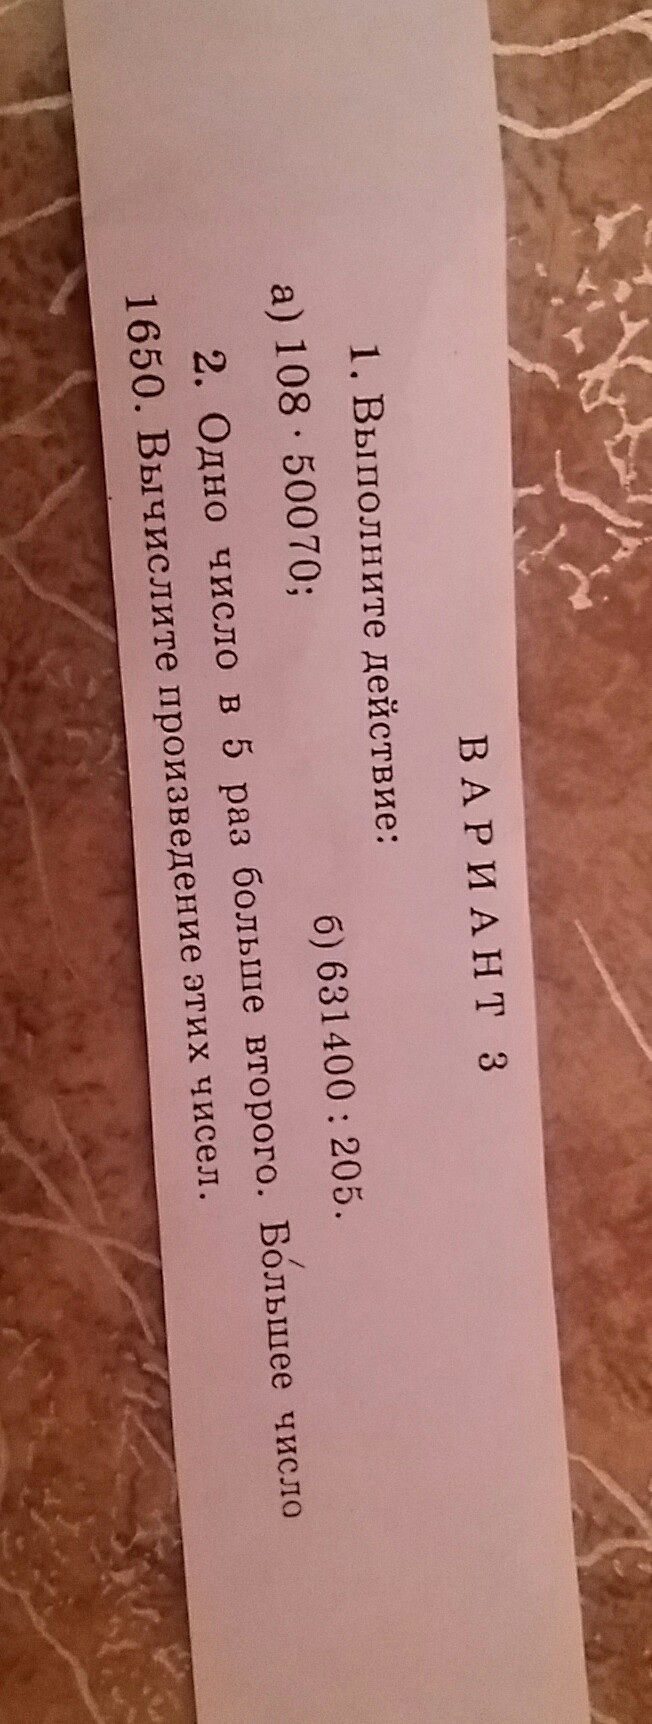 ВАРИАНТ 3
1. Выполните действие:
а) 108 · 50070; б) 631400 : 205.
2. Одно число в 5 раз больше второго. Бо́льшее число
1650. Вычислите произведение этих чисел.